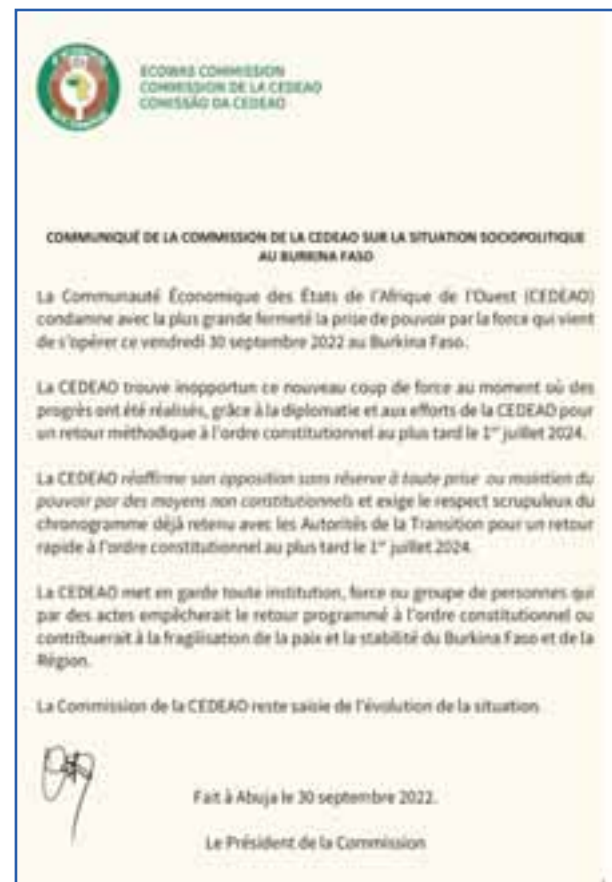 ECOWAS COMMISSION
COMMISSION DE LA CEDEAO
COMISSÃO DA CEDEAO
COMMUNIQUÉ DE LA COMMISSION DE LA CEDEAO SUR LA SITUATION SOCIOPOLITIQUE
AU BURKINA FASO
La Communauté Économique des États de l'Afrique de l'Ouest (CEDEAO)
condamne avec la plus grande fermeté la prise de pouvoir par la force qui vient
de s'opérer ce vendredi 30 septembre 2022 au Burkina Faso.
La CEDEAO trouve inopportun ce nouveau coup de force au moment où des
progrès ont été réalisés, grâce à la diplomatie et aux efforts de la CEDEAO pour
un retour méthodique à l'ordre constitutionnel au plus tard le 1er juillet 2024.
La CEDEAO réaffirme son opposition sans réserve à toute prise ou maintien du
pouvoir par des moyens non constitutionnels et exige le respect scrupuleux du
chronogramme déjà retenu avec les Autorités de la Transition pour un retour
rapide à l'ordre constitutionnel au plus tard le 1er juillet 2024.
La CEDEAO met en garde toute institution, force ou groupe de personnes qui
par des actes empêcherait le retour programmé à l'ordre constitutionnel ou
contribuerait à la fragilisation de la paix et la stabilité du Burkina Faso et de la
Région.
La Commission de la CEDEAO reste saisie de l'évolution de la situation
Fait à Abuja le 30 septembre 2022.
Le Président de la Commission